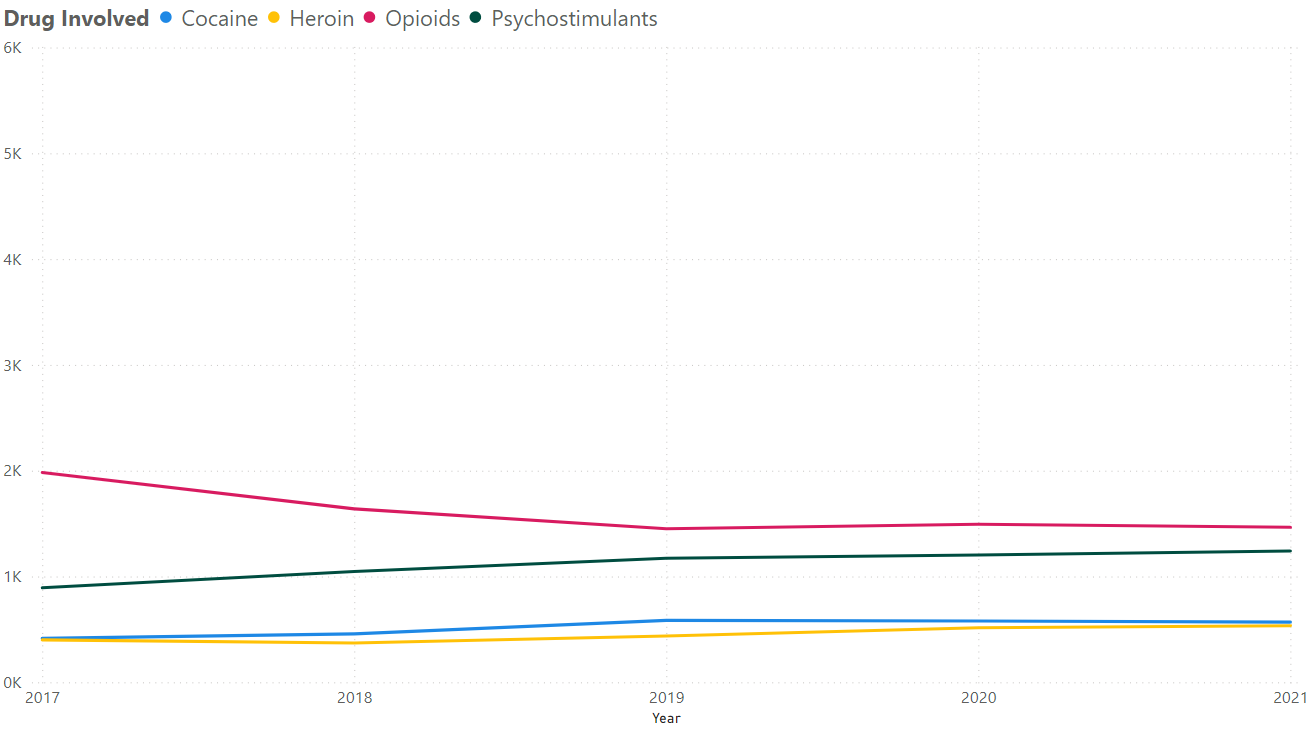 Drug Involved Cocaine Heroin Opioids Psychostimulants
6K
5K
4K
3K
2K
1K
0K
2017 2018 2019 2020 2021
Year